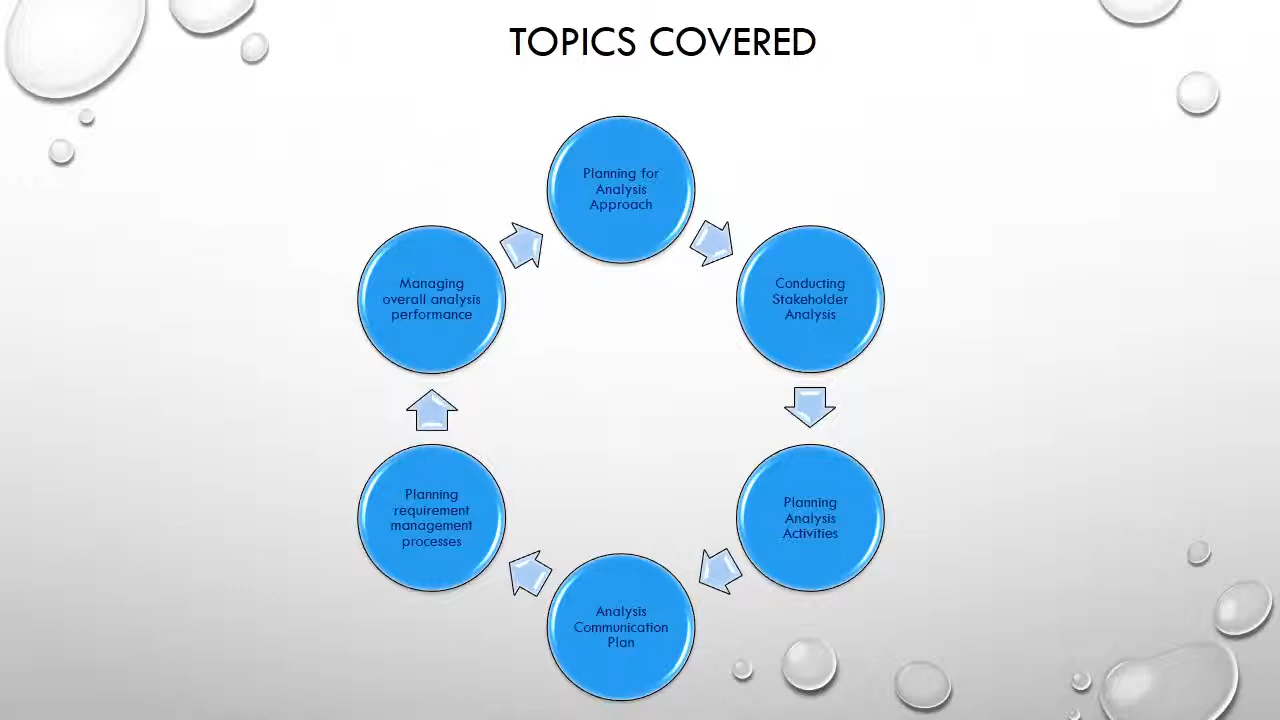 TOPICS COVERED
Planning for
Analysis
Approach
Conducting
Stakeholder
Analysis
Planning
Analysis
Activities
Analysis
Communication
Plan
Planning
requirement
management
processes
Managing
overall analysis
performance